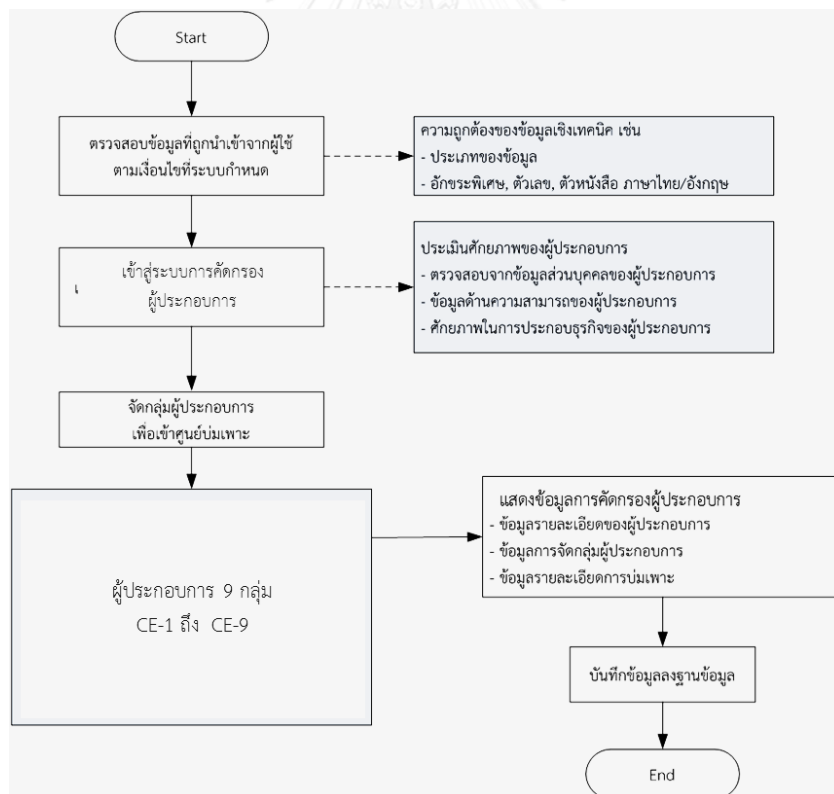 Start
ตรวจสอบข้อมูลที่ถูกนำเข้าจากผู้ใช้
ตามเงื่อนไขที่ระบบกำหนด
ความถูกต้องของข้อมูลเชิงเทคนิค เช่น
- ประเภทของข้อมูล
- อักขระพิเศษ, ตัวเลข, ตัวหนังสือ ภาษาไทย/อังกฤษ
เ
เข้าสู่ระบบการคัดกรอง
ผู้ประกอบการ
ประเมินศักยภาพของผู้ประกอบการ
- ตรวจสอบจากข้อมูลส่วนบุคคลของผู้ประกอบการ
- ข้อมูลด้านความสามารถของผู้ประกอบการ
- ศักยภาพในการประกอบธุรกิจของผู้ประกอบการ
จัดกลุ่มผู้ประกอบการ
เพื่อเข้าศูนย์บ่มเพาะ
ผู้ประกอบการ 9 กลุ่ม
CE-1 ถึง CE-9
แสดงข้อมูลการคัดกรองผู้ประกอบการ
- ข้อมูลรายละเอียดของผู้ประกอบการ
- ข้อมูลการจัดกลุ่มผู้ประกอบการ
- ข้อมูลรายละเอียดการบ่มเพาะ
บันทึกข้อมูลลงฐานข้อมูล
End